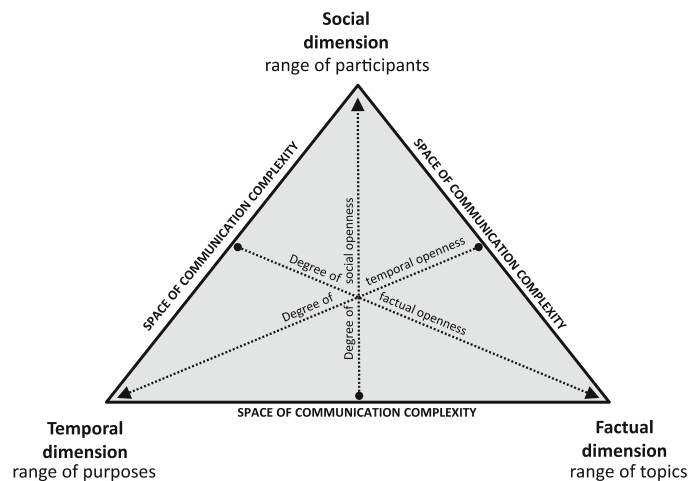 Social
dimension
range of participants
SPACE OF COMMUNICATION COMPLEXITY
SPACE OF COMMUNICATION COMPLEXITY
Degree of social openness
Degree of temporal openness
Degree of factual openness
SPACE OF COMMUNICATION COMPLEXITY
Temporal
dimension
range of purposes
Factual
dimension
range of topics